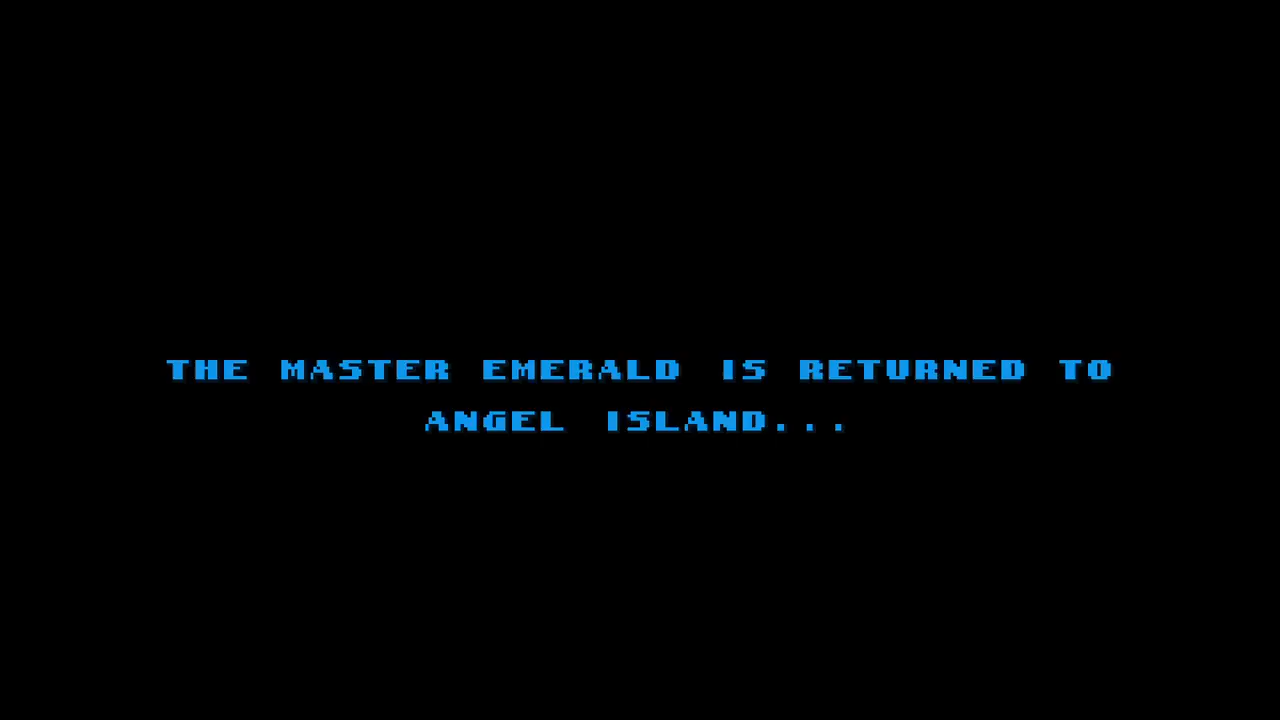 THE MASTER EMERALD IS RETURNED TO
ANGEL ISLAND...